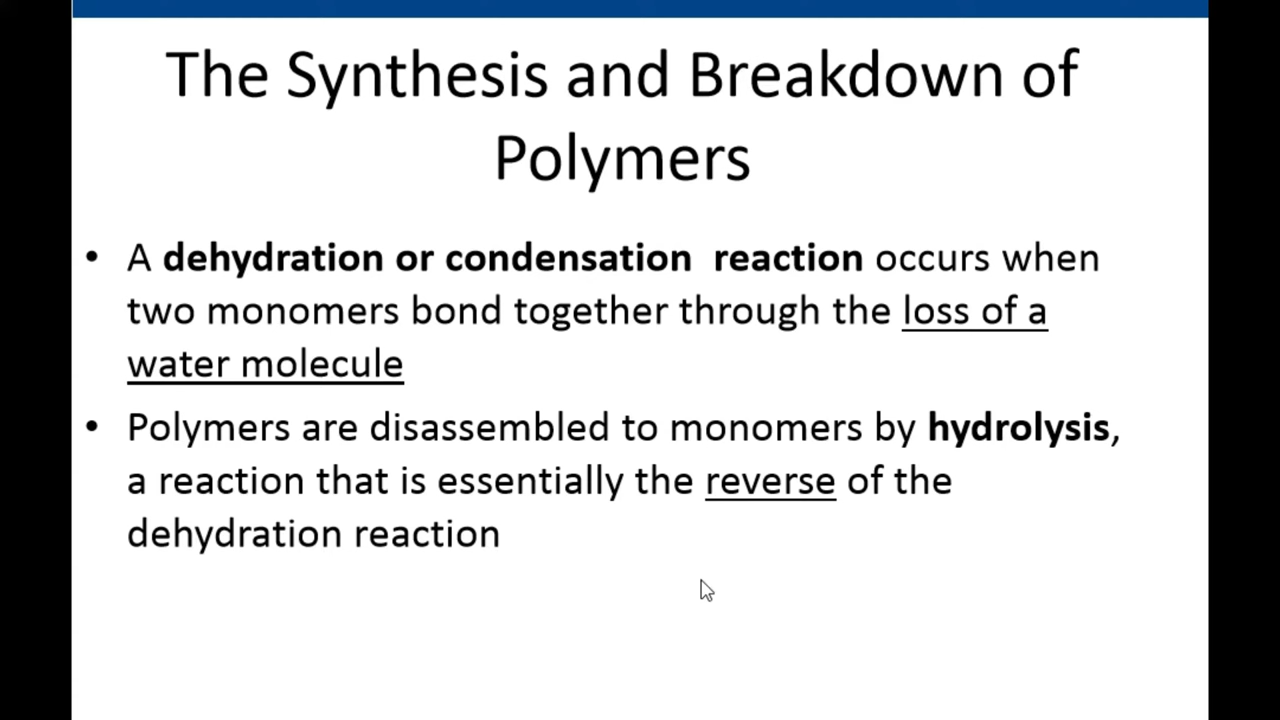 The Synthesis and Breakdown of
Polymers
• A dehydration or condensation  reaction occurs when
two monomers bond together through the loss of a
water molecule
• Polymers are disassembled to monomers by hydrolysis,
a reaction that is essentially the reverse of the
dehydration reaction